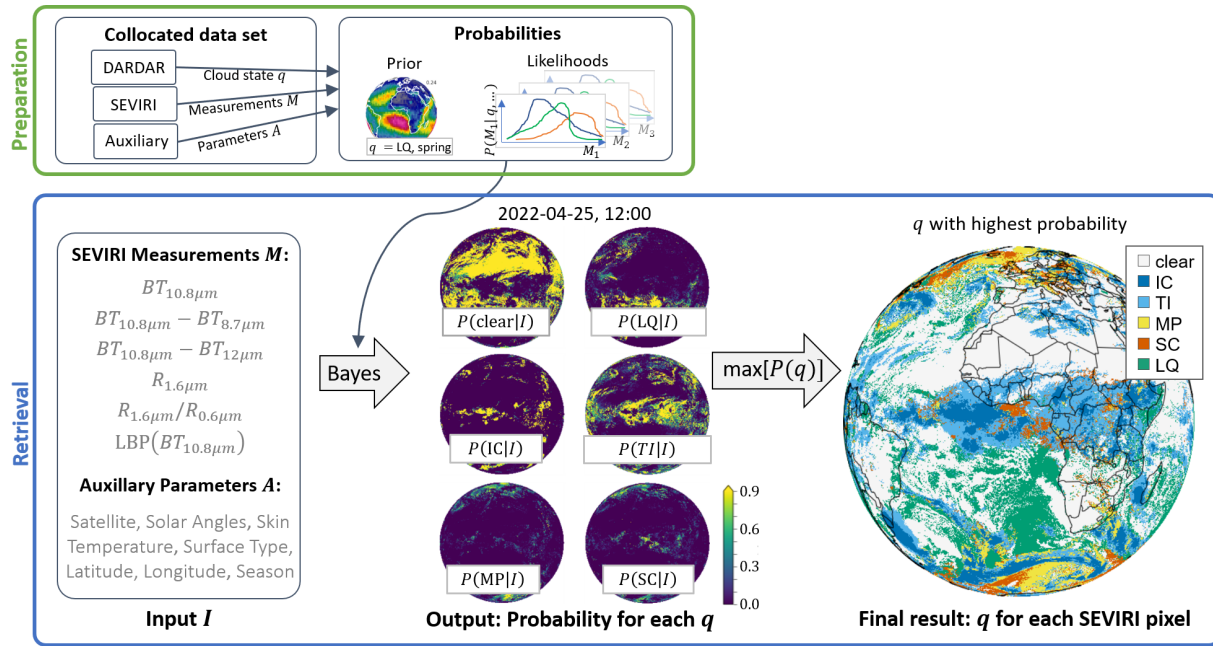 Preparation
Collocated data set
DARDAR
SEVIRI
Auxiliary
Cloud state q
Measurements M
Parameters A
Probabilities
Prior
0.24
q = LQ, spring
Likelihoods
P(M₁| q, ...)
M₁
M₂
M₃
Retrieval
SEVIRI Measurements M:
BT₁₀.₈μm
BT₁₀.₈μm − BT₈.₇μm
BT₁₀.₈μm − BT₁₂μm
R₁.₆μm
R₁.₆μm/R₀.₆μm
LBP(BT₁₀.₈μm)
Auxillary Parameters A:
Satellite, Solar Angles, Skin
Temperature, Surface Type,
Latitude, Longitude, Season
Input I
Bayes
2022-04-25, 12:00
P(clear|I)
P(LQ|I)
P(IC|I)
P(TI|I)
P(MP|I)
P(SC|I)
0.9
0.6
0.3
0.0
Output: Probability for each q
max[P(q)]
q with highest probability
clear
IC
TI
MP
SC
LQ
Final result: q for each SEVIRI pixel